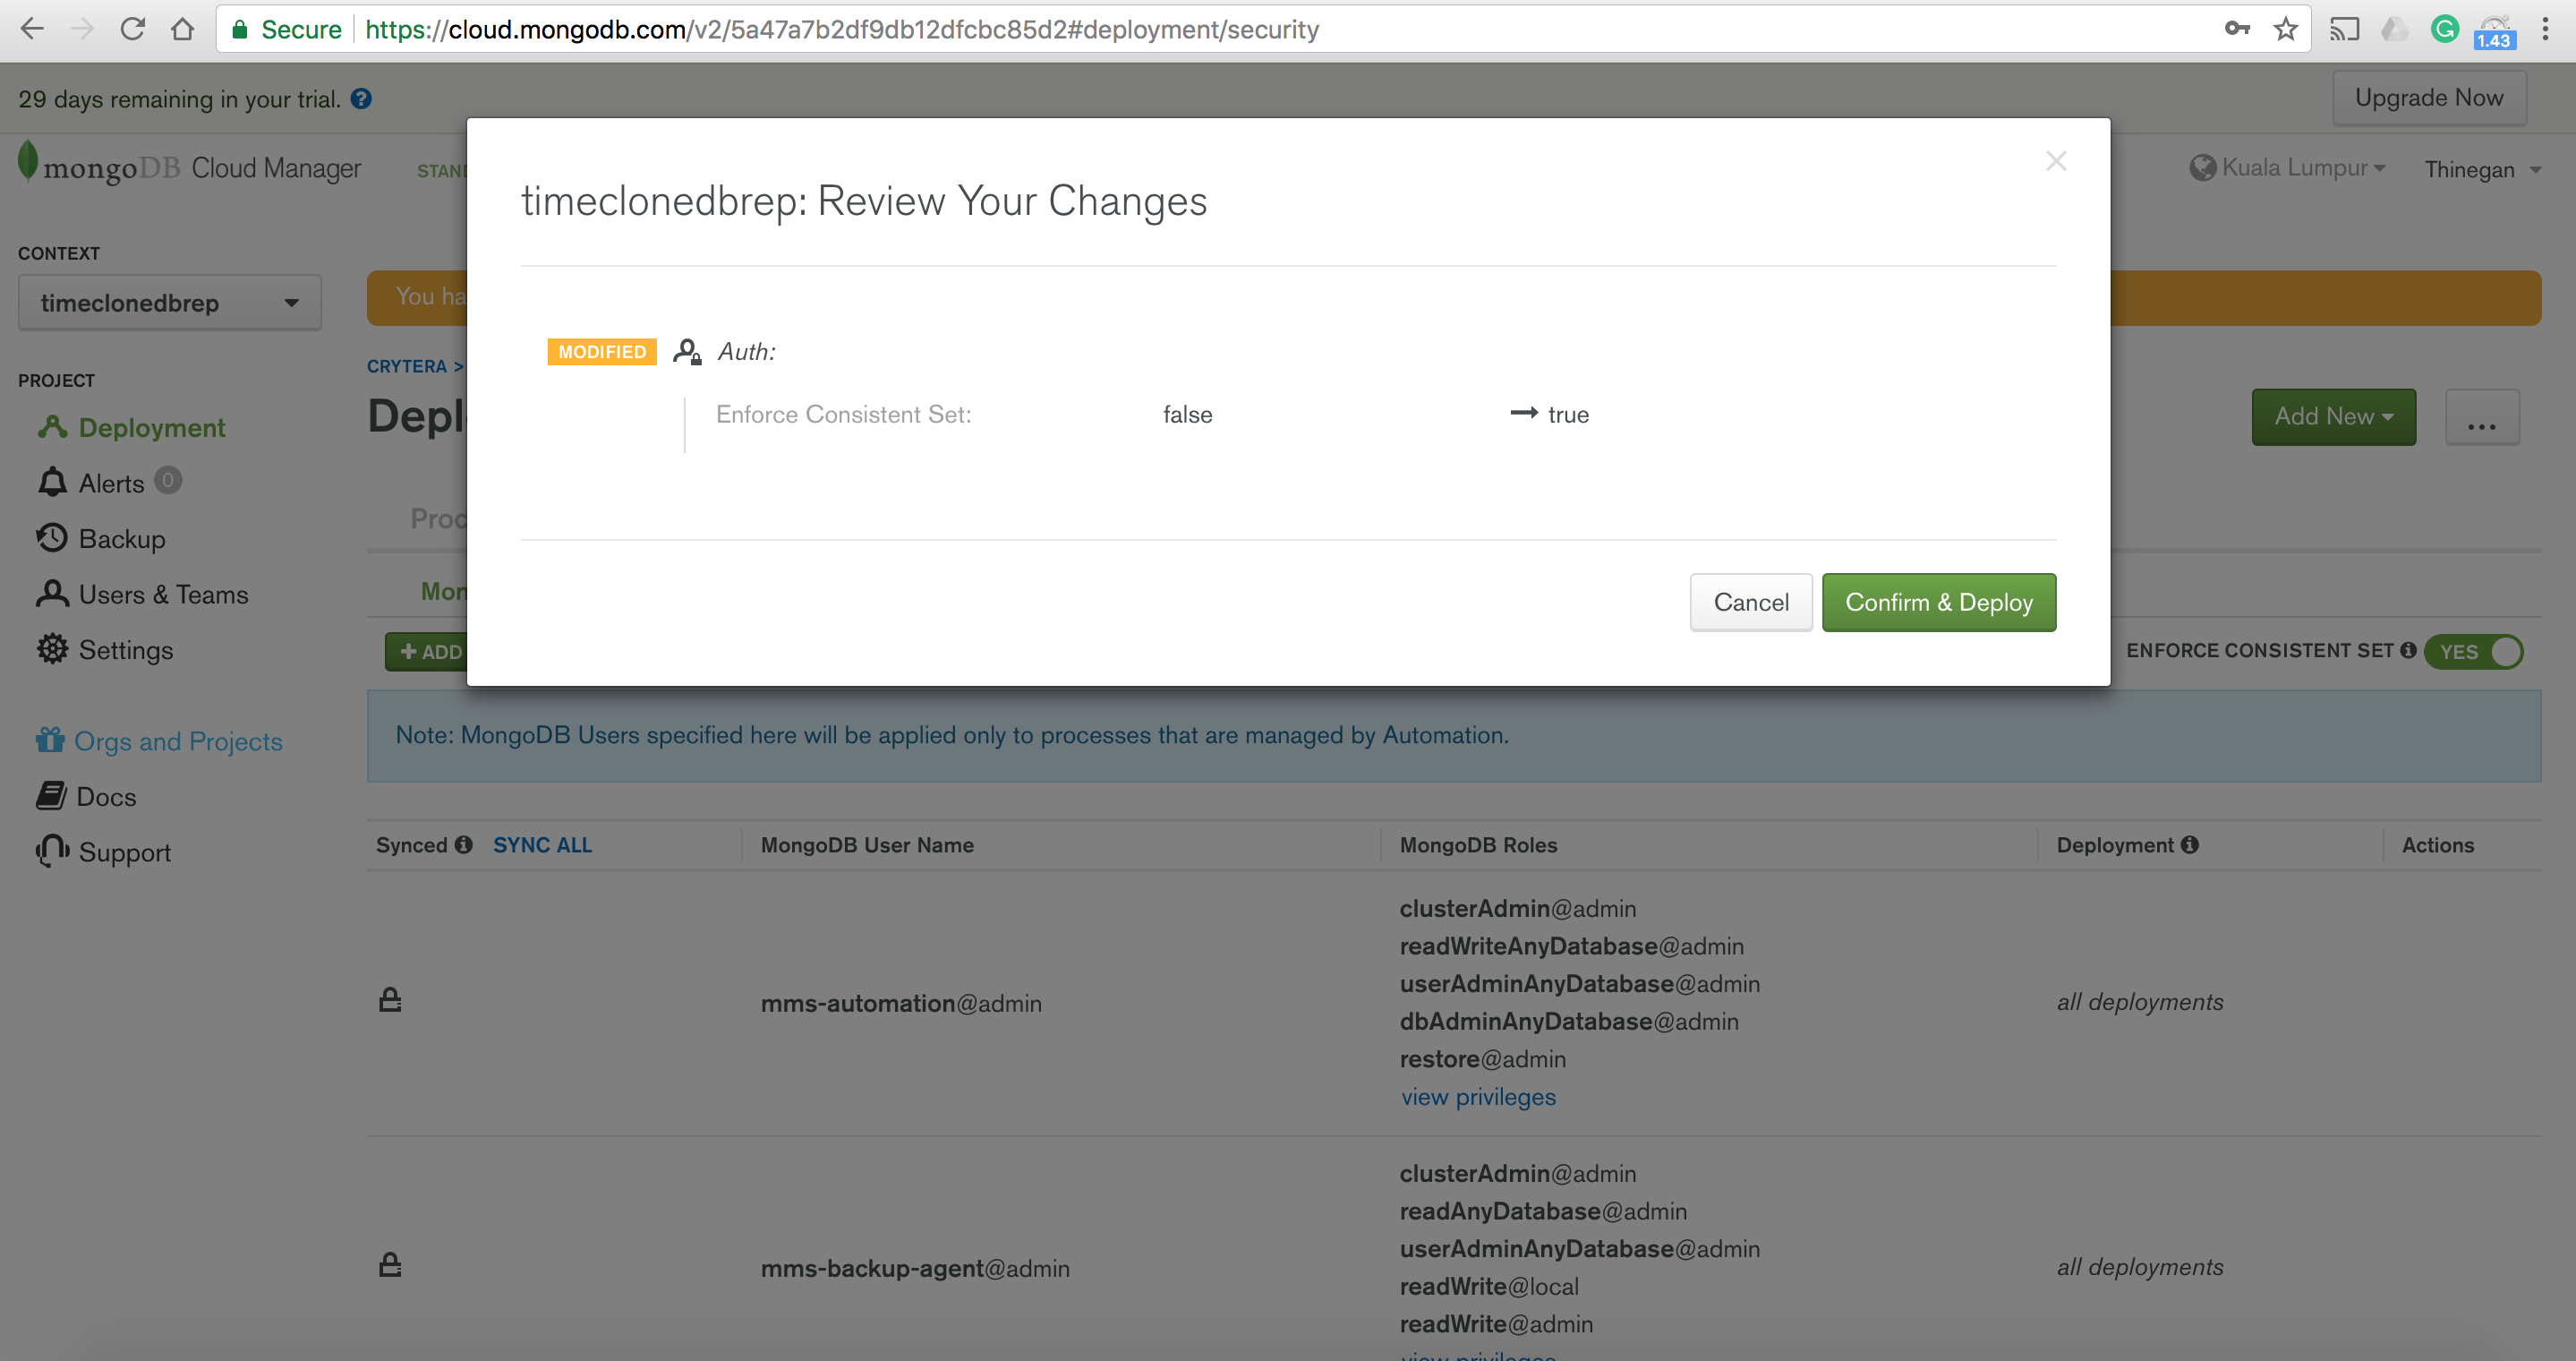 Secure https://cloud.mongodb.com/v2/5a47a7b2df9db12dfcbc85d2#deployment/security
1.43
29 days remaining in your trial. ?
Upgrade Now
mongoDB Cloud Manager
Kuala Lumpur
Thinegan
CONTEXT
timeclonedbrep
PROJECT
Deployment
Alerts 0
Backup
Users & Teams
Settings
Orgs and Projects
Docs
Support
You
CRYTERA >
timeclonedbrep: Review Your Changes
MODIFIED Auth:
Enforce Consistent Set: false → true
Cancel
Confirm & Deploy
Add New
...
+ ADD
ENFORCE CONSISTENT SET YES
Note: MongoDB Users specified here will be applied only to processes that are managed by Automation.
Synced SYNC ALL MongoDB User Name MongoDB Roles Deployment Actions
clusterAdmin@admin
readWriteAnyDatabase@admin
userAdminAnyDatabase@admin
mms-automation@admin
all deployments
dbAdminAnyDatabase@admin
restore@admin
view privileges
clusterAdmin@admin
readAnyDatabase@admin
userAdminAnyDatabase@admin
mms-backup-agent@admin
all deployments
readWrite@local
readWrite@admin
view privileges